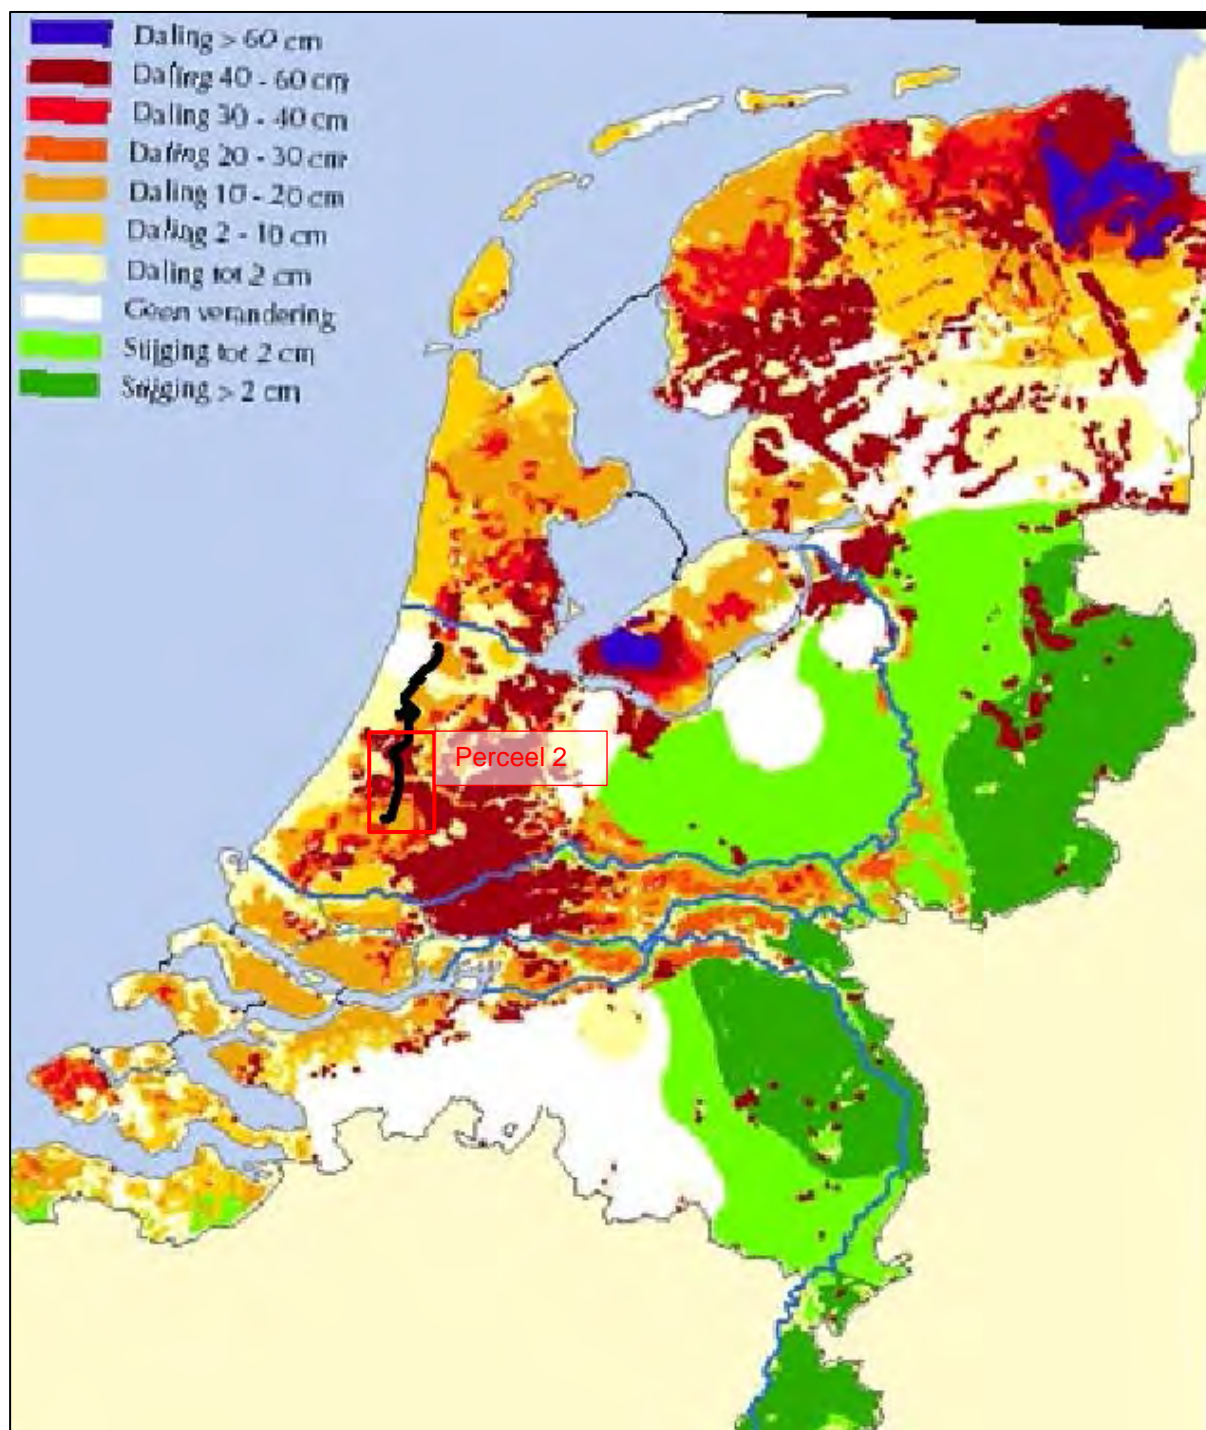 Daling > 60 cm
Daling 40 - 60 cm
Daling 30 - 40 cm
Daling 20 - 30 cm
Daling 10 - 20 cm
Daling 2 - 10 cm
Daling tot 2 cm
Geen verandering
Stijging tot 2 cm
Stijging > 2 cm
Perceel 2